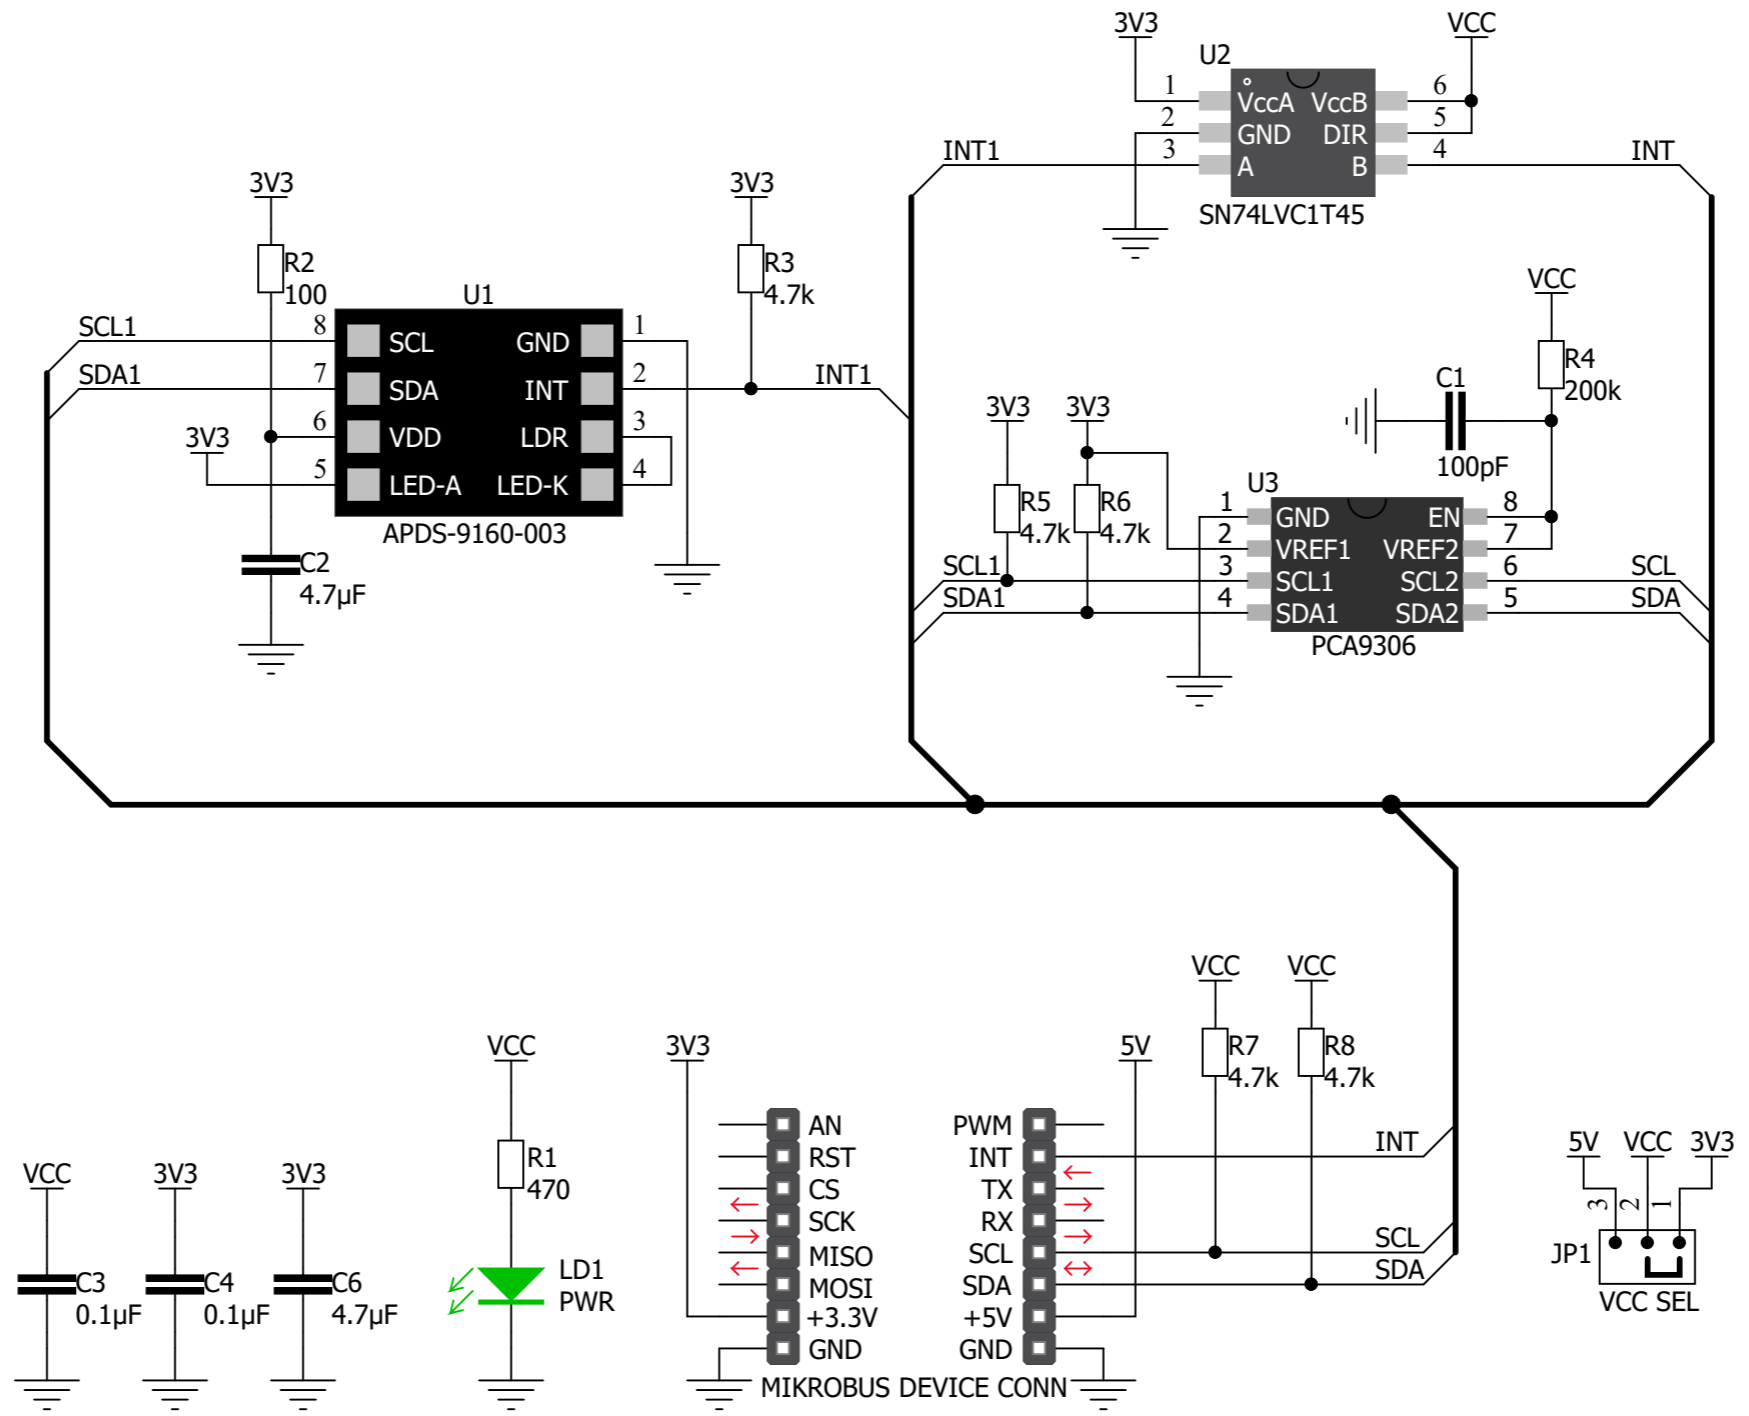 3V3
VCC
U2
1
VccA
VccB
6
2
GND
DIR
5
INT1
3
A
B
4
INT
SN74LVC1T45
3V3
3V3
R2
100
R3
4.7k
U1
SCL1
8
SCL
GND
1
SDA1
7
SDA
INT
2
INT1
3V3
6
VDD
LDR
3
5
LED-A
LED-K
4
APDS-9160-003
C2
4.7µF
VCC
R4
200k
C1
100pF
3V3
3V3
R5
4.7k
R6
4.7k
U3
1
GND
EN
8
2
VREF1
VREF2
7
SCL1
3
SCL1
SCL2
6
SCL
SDA1
4
SDA1
SDA2
5
SDA
PCA9306
VCC
VCC
R7
4.7k
R8
4.7k
VCC
3V3
5V
R1
470
LD1
PWR
VCC
3V3
3V3
C3
0.1µF
C4
0.1µF
C6
4.7µF
AN
PWM
RST
INT
INT
CS
TX
SCK
RX
MISO
SCL
SCL
MOSI
SDA
SDA
+3.3V
+5V
GND
GND
MIKROBUS DEVICE CONN
5V
VCC
3V3
3
2
1
JP1
VCC SEL